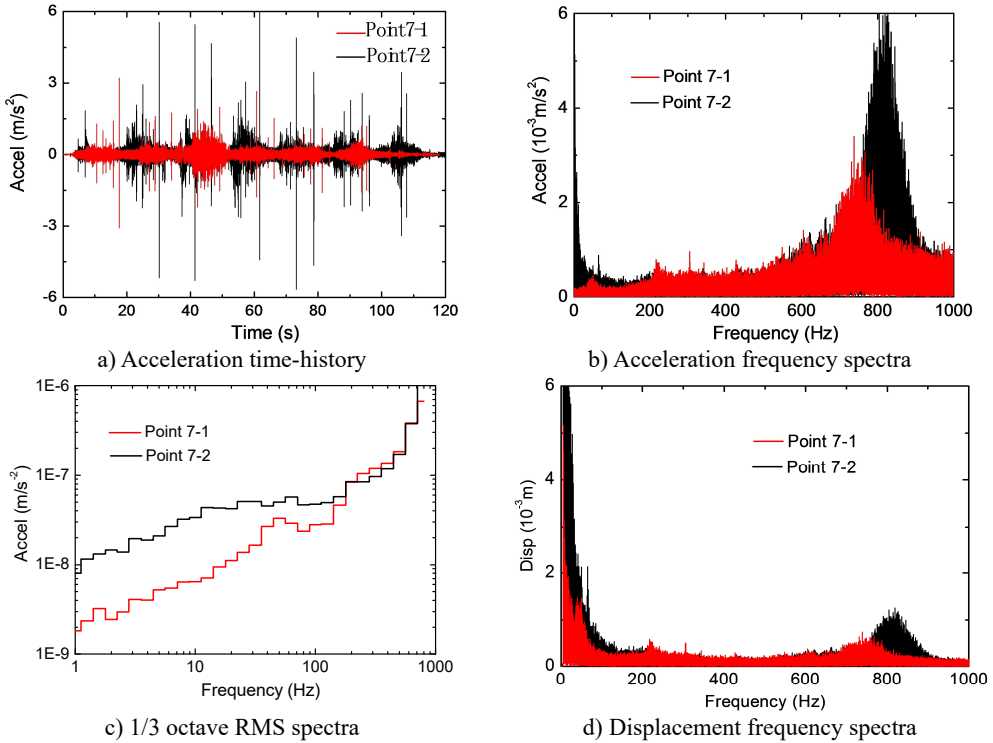 6
3
0
-3
-6
Accel (m/s²)
Point7-1
Point7-2
0 20 40 60 80 100 120
Time (s)
a) Acceleration time-history
6
4
2
0
Accel (10⁻³m/s²)
Point 7-1
Point 7-2
0 200 400 600 800 1000
Frequency (Hz)
b) Acceleration frequency spectra
1E-6
1E-7
1E-8
1E-9
Accel (m/s⁻²)
Point 7-1
Point 7-2
1 10 100 1000
Frequency (Hz)
c) 1/3 octave RMS spectra
6
4
2
0
Disp (10⁻³m)
Point 7-1
Point 7-2
0 200 400 600 800 1000
Frequency (Hz)
d) Displacement frequency spectra